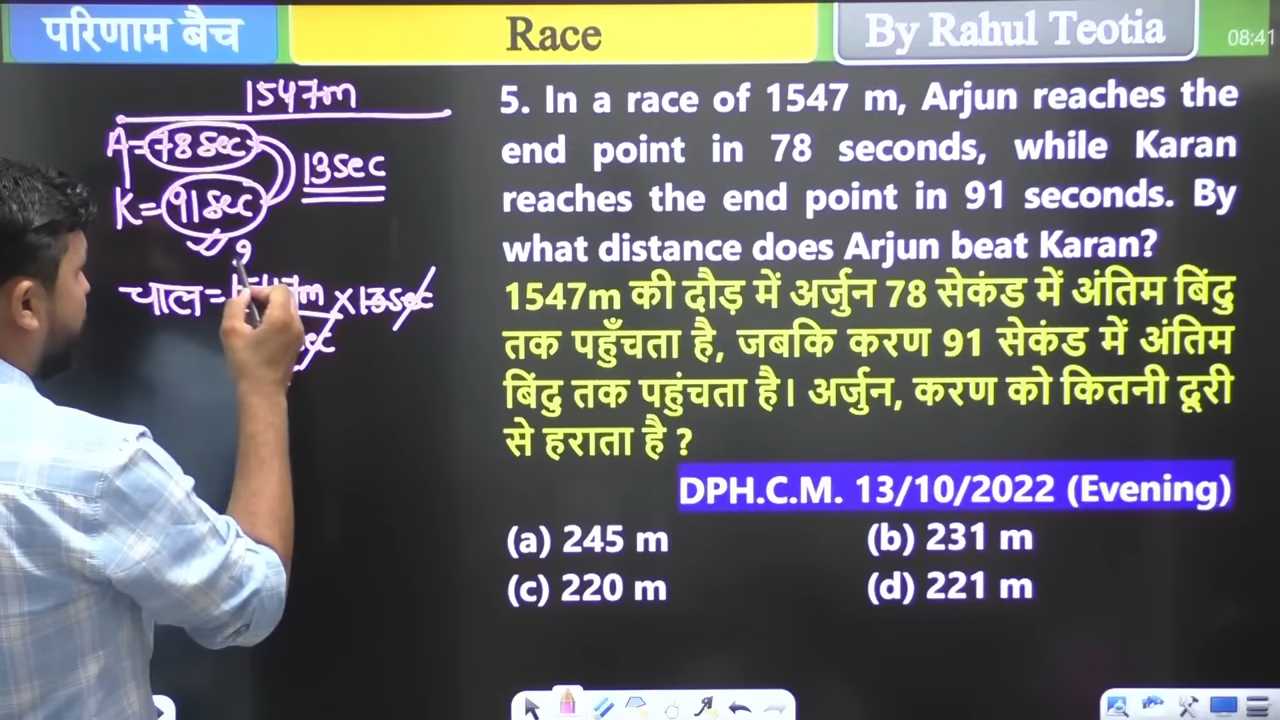 परिणाम बैच
Race
By Rahul Teotia
08:41
1547m
A=78sec
K=91sec
13sec
9
चाल=1547m ×13sec
sec
5. In a race of 1547 m, Arjun reaches the
end point in 78 seconds, while Karan
reaches the end point in 91 seconds. By
what distance does Arjun beat Karan?
1547m की दौड़ में अर्जुन 78 सेकंड में अंतिम बिंदु
तक पहुँचता है, जबकि करण 91 सेकंड में अंतिम
बिंदु तक पहुंचता है। अर्जुन, करण को कितनी दूरी
से हराता है ?
DPH.C.M. 13/10/2022 (Evening)
(a) 245 m
(b) 231 m
(c) 220 m
(d) 221 m